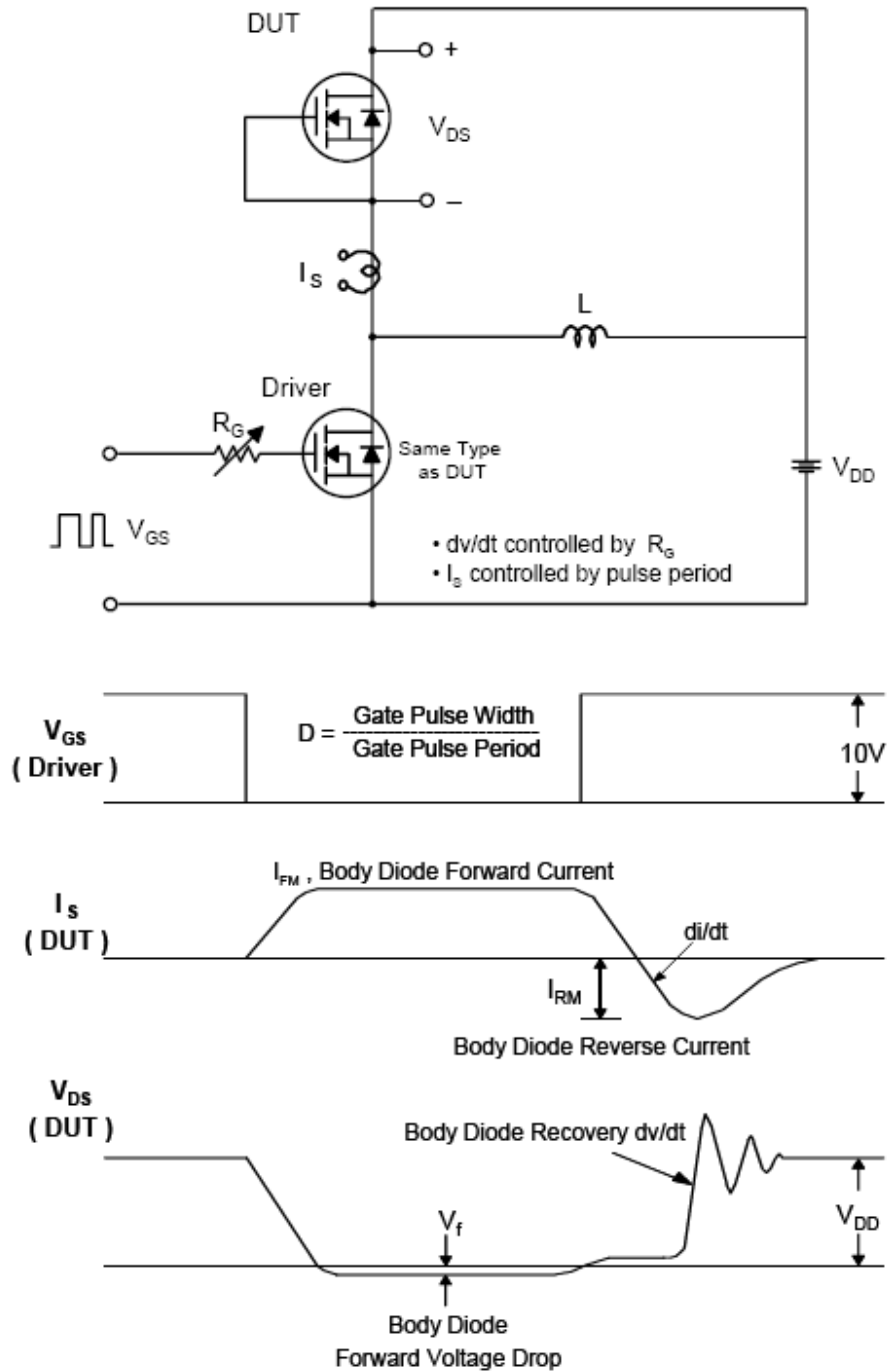 DUT
+
V_DS
–
I_S
L
Driver
R_G
Same Type
as DUT
V_DD
V_GS
• dv/dt controlled by R_G
• I_S controlled by pulse period
V_GS
( Driver )
D = Gate Pulse Width
Gate Pulse Period
10V
I_FM , Body Diode Forward Current
I_S
( DUT )
di/dt
I_RM
Body Diode Reverse Current
V_DS
( DUT )
Body Diode Recovery dv/dt
V_f
V_DD
Body Diode
Forward Voltage Drop